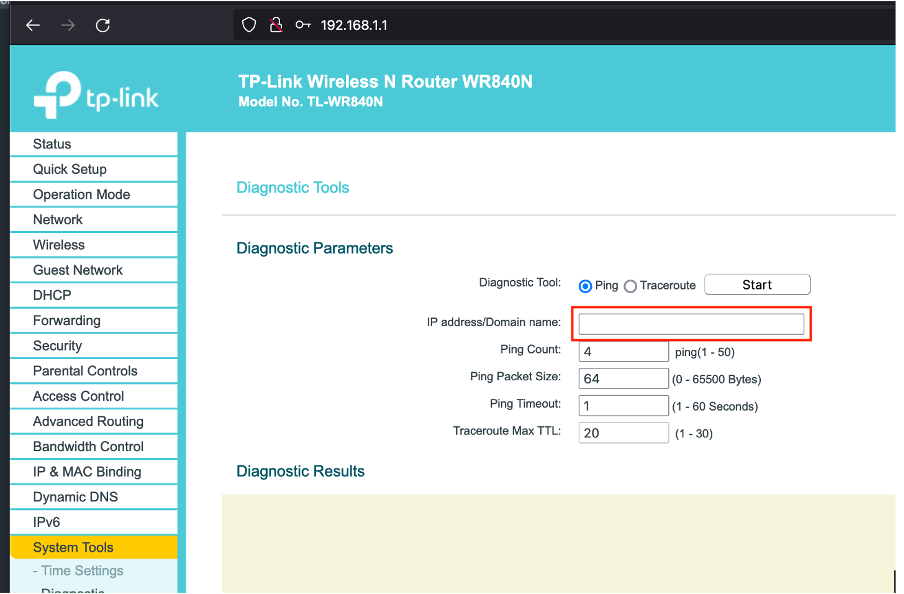 192.168.1.1
tp-link
TP-Link Wireless N Router WR840N
Model No. TL-WR840N
Status
Quick Setup
Operation Mode
Network
Wireless
Guest Network
DHCP
Forwarding
Security
Parental Controls
Access Control
Advanced Routing
Bandwidth Control
IP & MAC Binding
Dynamic DNS
IPv6
System Tools
- Time Settings
- Diagnostic
Diagnostic Tools
Diagnostic Parameters
Diagnostic Tool: Ping Traceroute Start
IP address/Domain name:
Ping Count: 4 ping(1 - 50)
Ping Packet Size: 64 (0 - 65500 Bytes)
Ping Timeout: 1 (1 - 60 Seconds)
Traceroute Max TTL: 20 (1 - 30)
Diagnostic Results